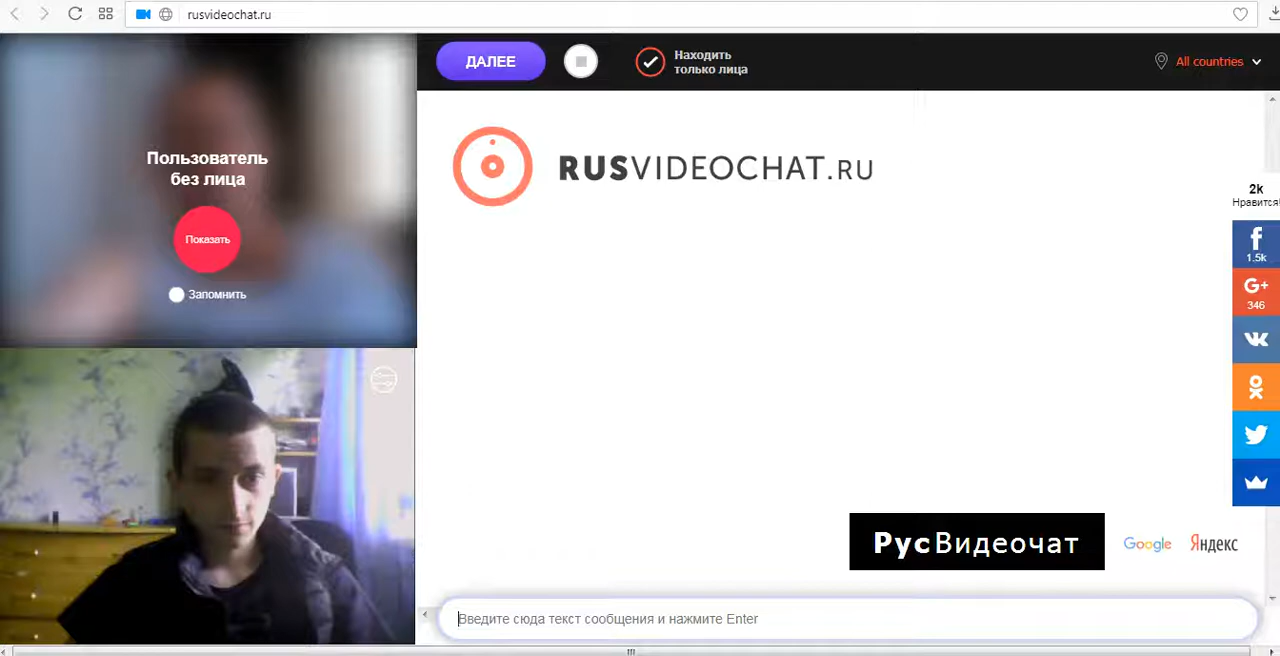 rusvideochat.ru
Пользователь
без лица
Показать
Запомнить
ДАЛЕЕ
Находить
только лица
All countries
RUSVIDEOCHAT.RU
2k
Нравится!
f
1.5k
G+
346
РусВидеочат
Google
Яндекс
Введите сюда текст сообщения и нажмите Enter